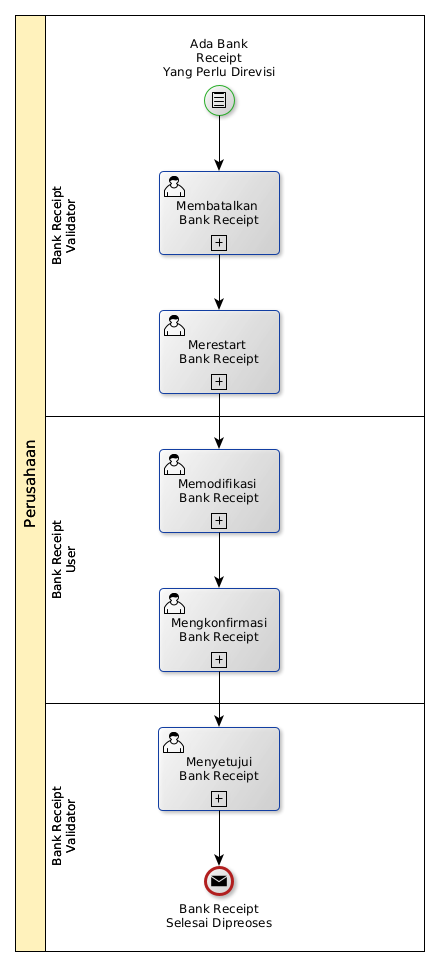 Perusahaan
Bank Receipt
Validator
Ada Bank
Receipt
Yang Perlu Direvisi
Membatalkan
Bank Receipt
Merestart
Bank Receipt
Bank Receipt
User
Memodifikasi
Bank Receipt
Mengkonfirmasi
Bank Receipt
Bank Receipt
Validator
Menyetujui
Bank Receipt
Bank Receipt
Selesai Dipreoses